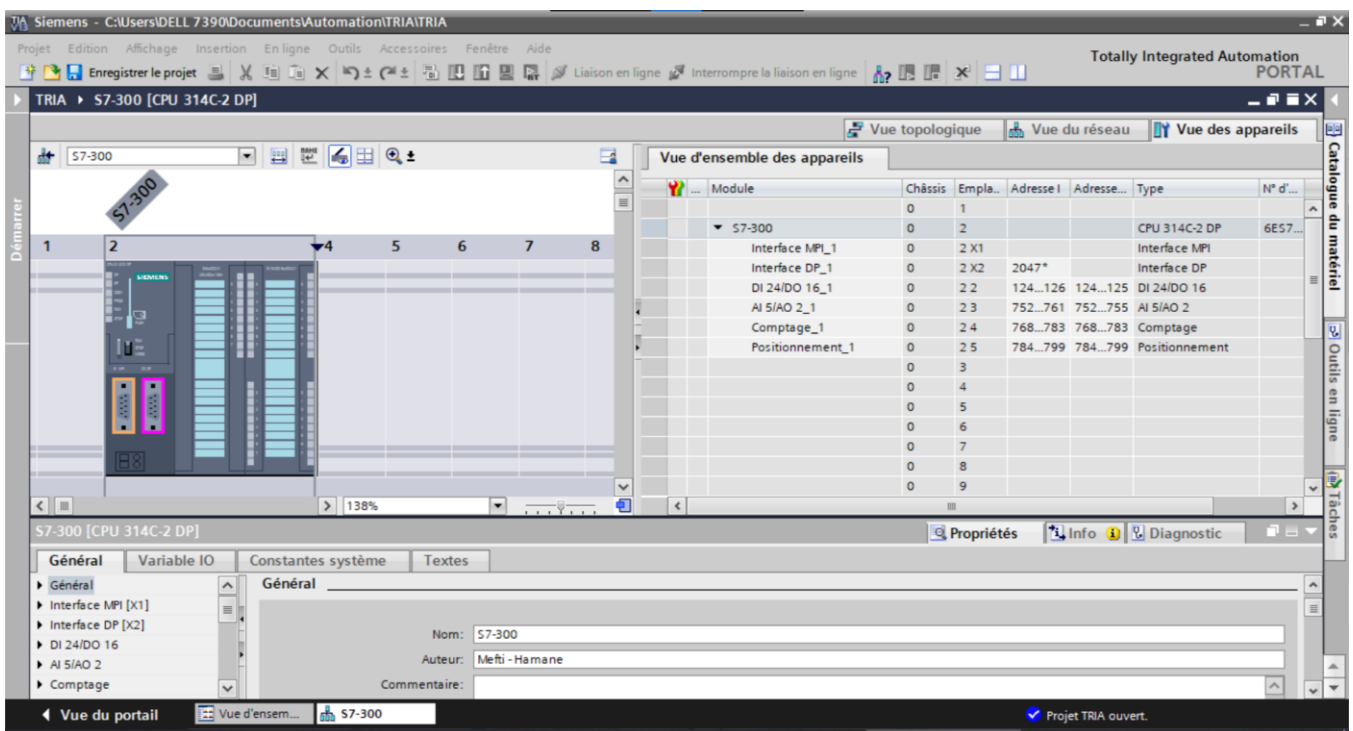 Siemens - C:\Users\DELL 7390\Documents\Automation\TRIA\TRIA
Projet Edition Affichage Insertion En ligne Outils Accessoires Fenêtre Aide
Totally Integrated Automation
PORTAL
Enregistrer le projet Liaison en ligne Interrompre la liaison en ligne
TRIA S7-300 [CPU 314C-2 DP]
Vue topologique Vue du réseau Vue des appareils
S7-300
Vue d'ensemble des appareils
... Module Châssis Empla.. Adresse I Adresse... Type N° d'...
0 1
S7-300 0 2 CPU 314C-2 DP 6ES7...
Interface MPI_1 0 2 X1 Interface MPI
Interface DP_1 0 2 X2 2047* Interface DP
DI 24/DO 16_1 0 2 2 124...126 124...125 DI 24/DO 16
AI 5/AO 2_1 0 2 3 752...761 752...755 AI 5/AO 2
Comptage_1 0 2 4 768...783 768...783 Comptage
Positionnement_1 0 2 5 784...799 784...799 Positionnement
0 3
0 4
0 5
0 6
0 7
0 8
0 9
S7-300
1 2 4 5 6 7 8
SIEMENS
138%
Démarrer
Catalogue du matériel
Outils en ligne
Tâches
S7-300 [CPU 314C-2 DP]
Propriétés Info Diagnostic
Général Variable IO Constantes système Textes
Général
Interface MPI [X1]
Interface DP [X2]
DI 24/DO 16
AI 5/AO 2
Comptage
Général
Nom: S7-300
Auteur: Mefti - Hamane
Commentaire:
Vue du portail Vue d'ensem... S7-300 Projet TRIA ouvert.